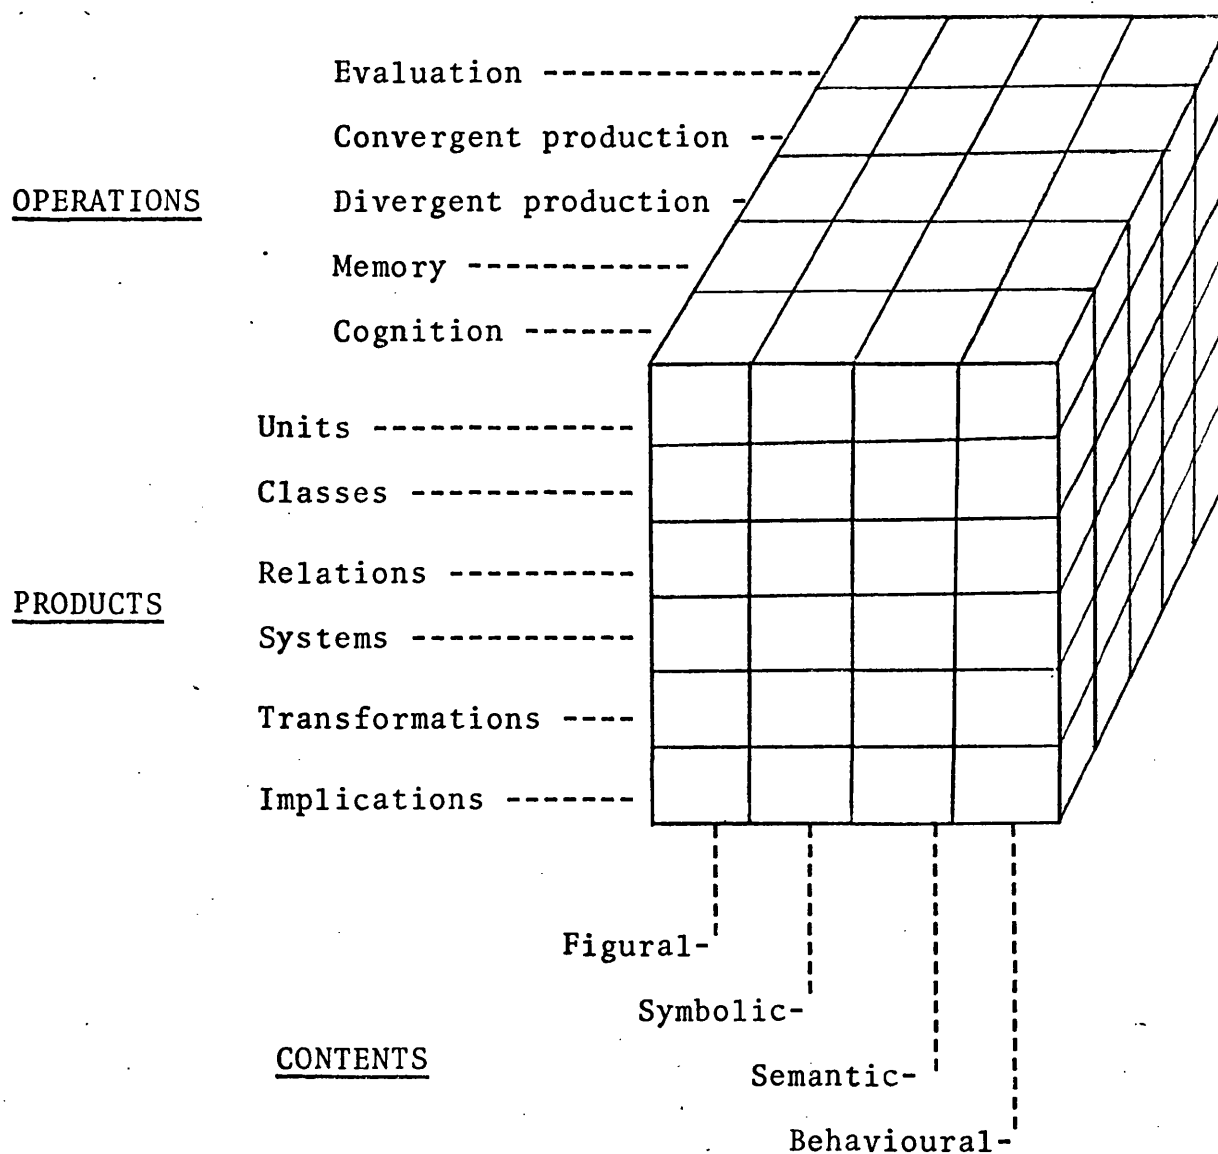 Evaluation
Convergent production
OPERATIONS
Divergent production
Memory
Cognition
Units
Classes
Relations
PRODUCTS
Systems
Transformations
Implications
Figural-
Symbolic-
CONTENTS
Semantic-
Behavioural-